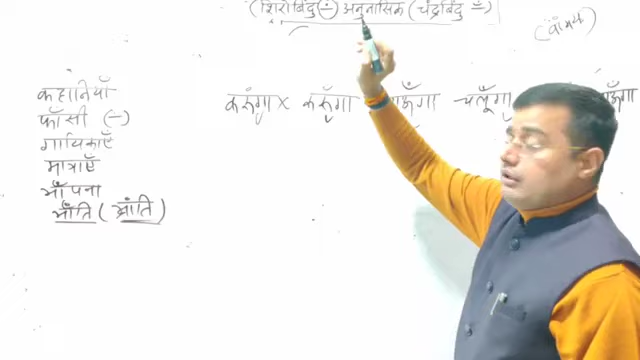 (शिरोबिंदु (∸) अनुनासिक (चंद्रबिंदु ≐)
कहानियाँ
फाँसी (-)
गायिकाएँ
मात्राएँ
भाँपना
भाँति (भ्रांति)
करुंगा × करूँगा चलूँगा